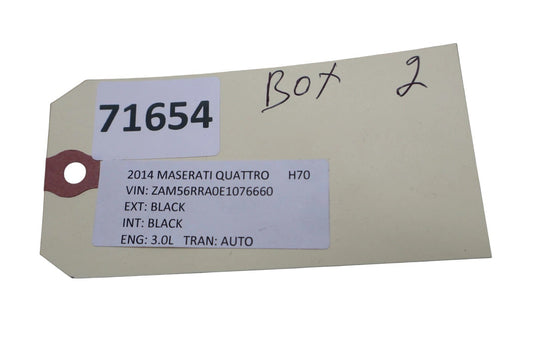 BOX 2
71654
2014 MASERATI QUATTRO H70
VIN: ZAM56RRA0E1076660
EXT: BLACK
INT: BLACK
ENG: 3.0L TRAN: AUTO